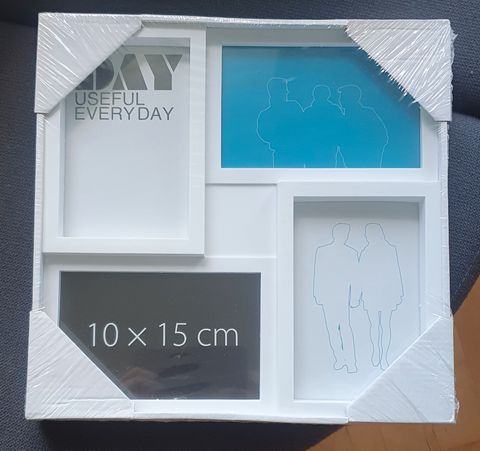 DAY
USEFUL
EVERYDAY
10 × 15 cm